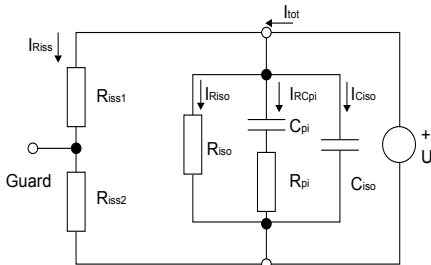 Itot
IRiss
Riss1
IRiso
IRCpi
ICiso
Cpi
Riso
+
U
Guard
Rpi
Ciso
Riss2